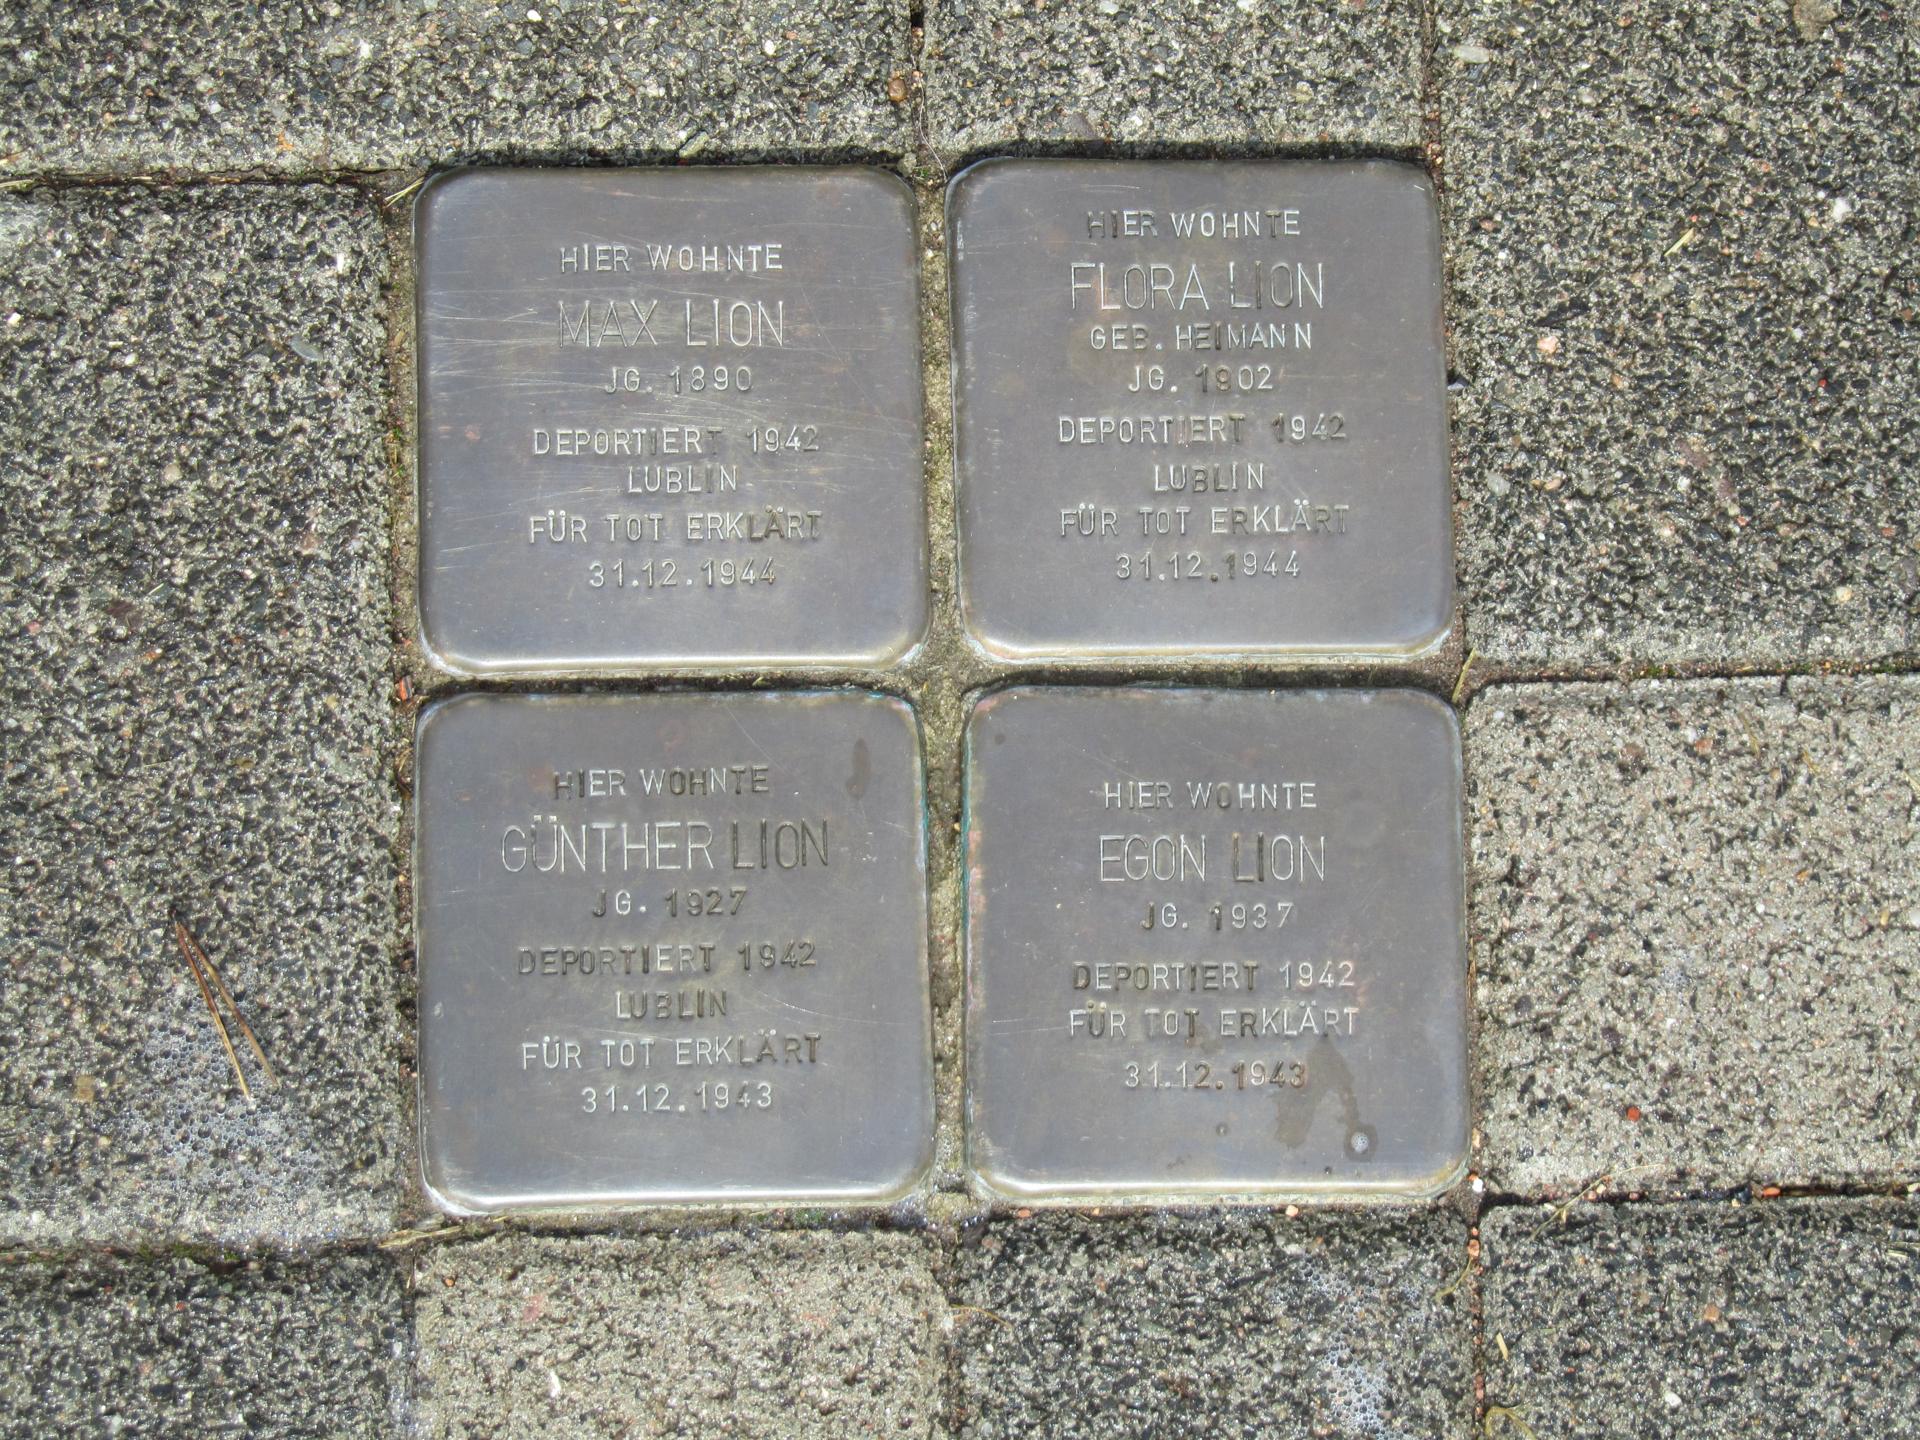 HIER WOHNTE
MAX LION
JG. 1890
DEPORTIERT 1942
LUBLIN
FÜR TOT ERKLÄRT
31.12.1944
HIER WOHNTE
FLORA LION
GEB. HEIMANN
JG. 1902
DEPORTIERT 1942
LUBLIN
FÜR TOT ERKLÄRT
31.12.1944
HIER WOHNTE
GÜNTHER LION
JG. 1927
DEPORTIERT 1942
LUBLIN
FÜR TOT ERKLÄRT
31.12.1943
HIER WOHNTE
EGON LION
JG. 1937
DEPORTIERT 1942
FÜR TOT ERKLÄRT
31.12.1943